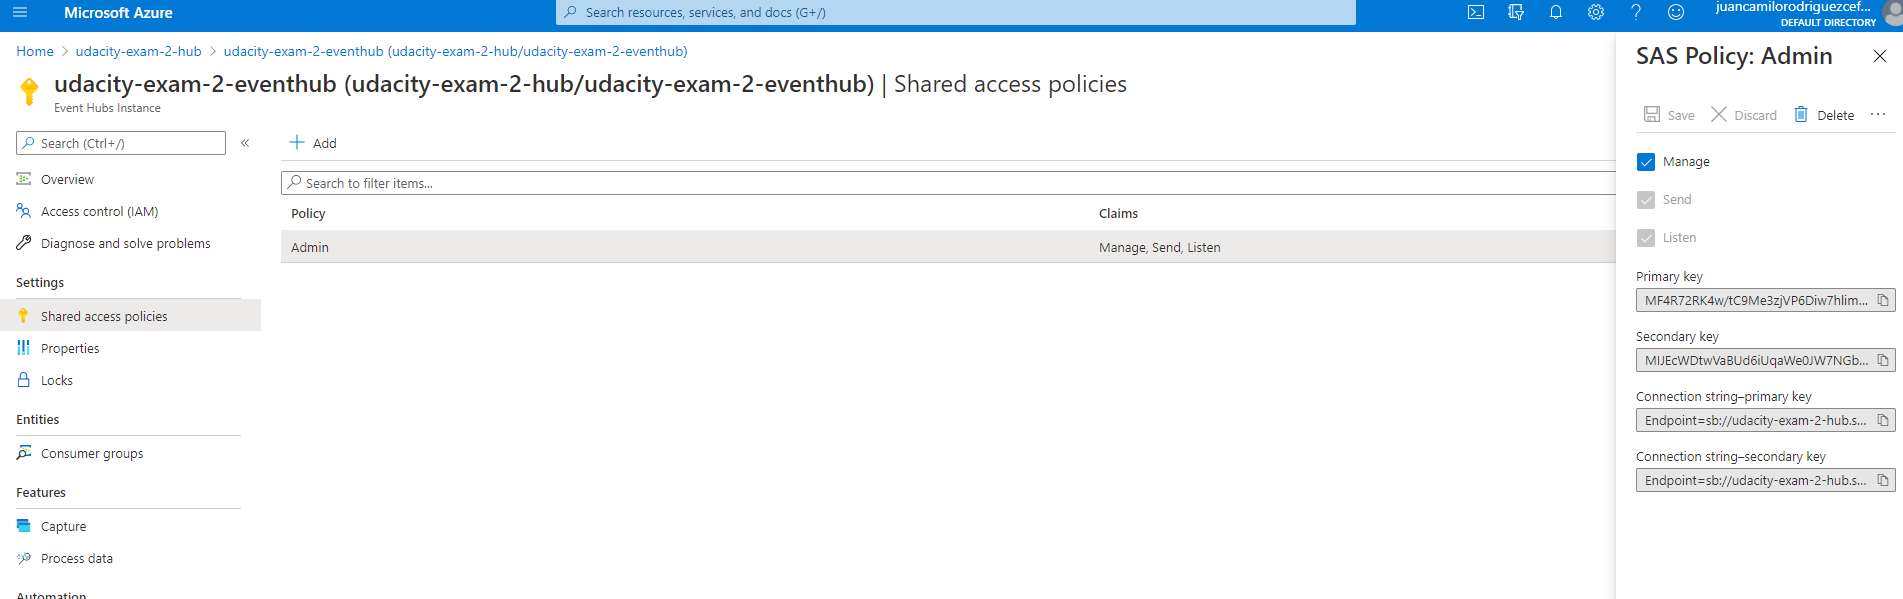 Microsoft Azure
Search resources, services, and docs (G+/)
juancamilorodriguezcef...
DEFAULT DIRECTORY
Home > udacity-exam-2-hub > udacity-exam-2-eventhub (udacity-exam-2-hub/udacity-exam-2-eventhub)
udacity-exam-2-eventhub (udacity-exam-2-hub/udacity-exam-2-eventhub) | Shared access policies
Event Hubs Instance
Search (Ctrl+/)
«
Overview
Access control (IAM)
Diagnose and solve problems
Settings
Shared access policies
Properties
Locks
Entities
Consumer groups
Features
Capture
Process data
Automation
Add
Search to filter items...
Policy Claims
Admin Manage, Send, Listen
SAS Policy: Admin
Save Discard Delete ...
Manage
Send
Listen
Primary key
MF4R72RK4w/tC9Me3zjVP6Diw7hlim...
Secondary key
MIJEcWDtwVaBUd6iUqaWe0JW7NGb...
Connection string–primary key
Endpoint=sb://udacity-exam-2-hub.s...
Connection string–secondary key
Endpoint=sb://udacity-exam-2-hub.s...